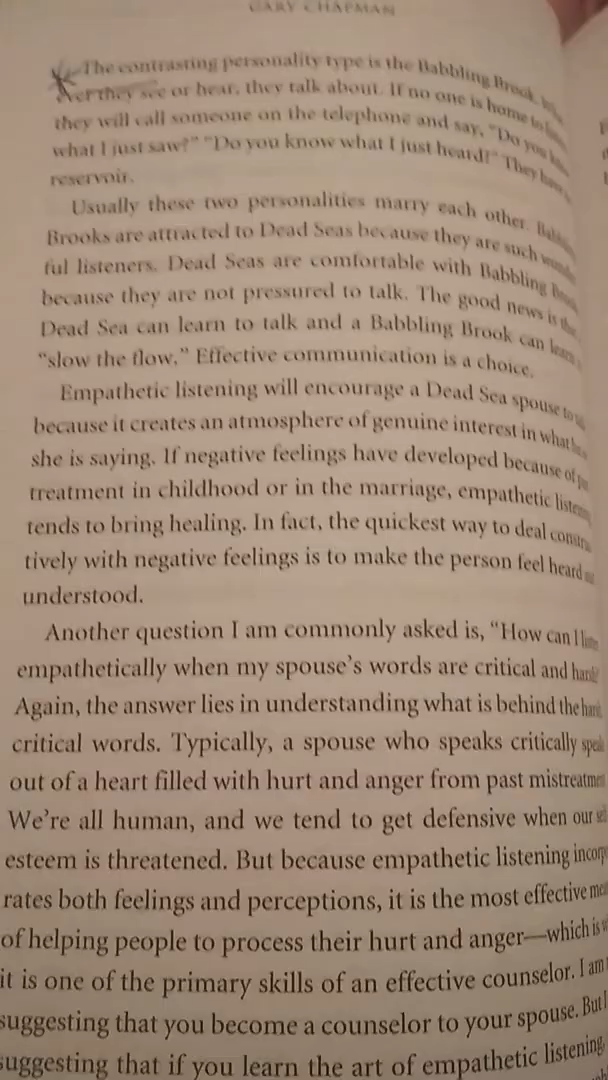 GARY CHAPMAN
The contrasting personality type is the Babbling Brook.
ever they see or hear, they talk about. If no one is home to
they will call someone on the telephone and say, "Do you
what I just saw?" "Do you know what I just heard?" They have
reservoir.
Usually these two personalities marry each other.
Brooks are attracted to Dead Seas because they are such
ful listeners. Dead Seas are comfortable with Babbling
because they are not pressured to talk. The good news is
Dead Sea can learn to talk and a Babbling Brook can learn
"slow the flow." Effective communication is a choice.
Empathetic listening will encourage a Dead Sea spouse to
because it creates an atmosphere of genuine interest in what
she is saying. If negative feelings have developed because of
treatment in childhood or in the marriage, empathetic
tends to bring healing. In fact, the quickest way to deal
tively with negative feelings is to make the person feel heard
understood.
Another question I am commonly asked is, "How can I
empathetically when my spouse's words are critical and
Again, the answer lies in understanding what is behind the
critical words. Typically, a spouse who speaks critically
out of a heart filled with hurt and anger from past
We're all human, and we tend to get defensive when our
esteem is threatened. But because empathetic listening
rates both feelings and perceptions, it is the most effective
of helping people to process their hurt and anger—which is
it is one of the primary skills of an effective counselor. I am
suggesting that you become a counselor to your spouse. But I
suggesting that if you learn the art of empathetic listening,